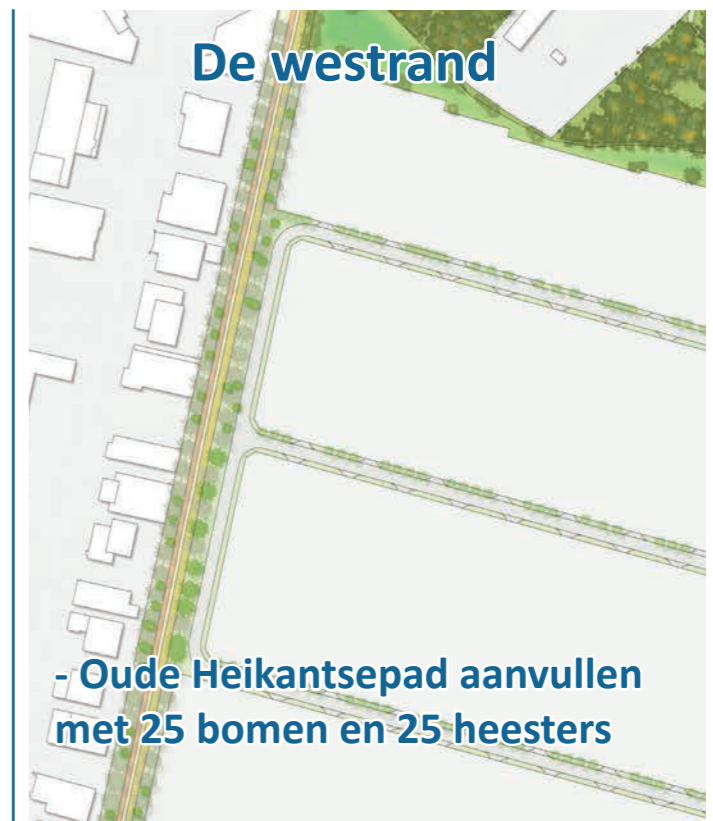 De westrand
- Oude Heikantsepad aanvullen
met 25 bomen en 25 heesters